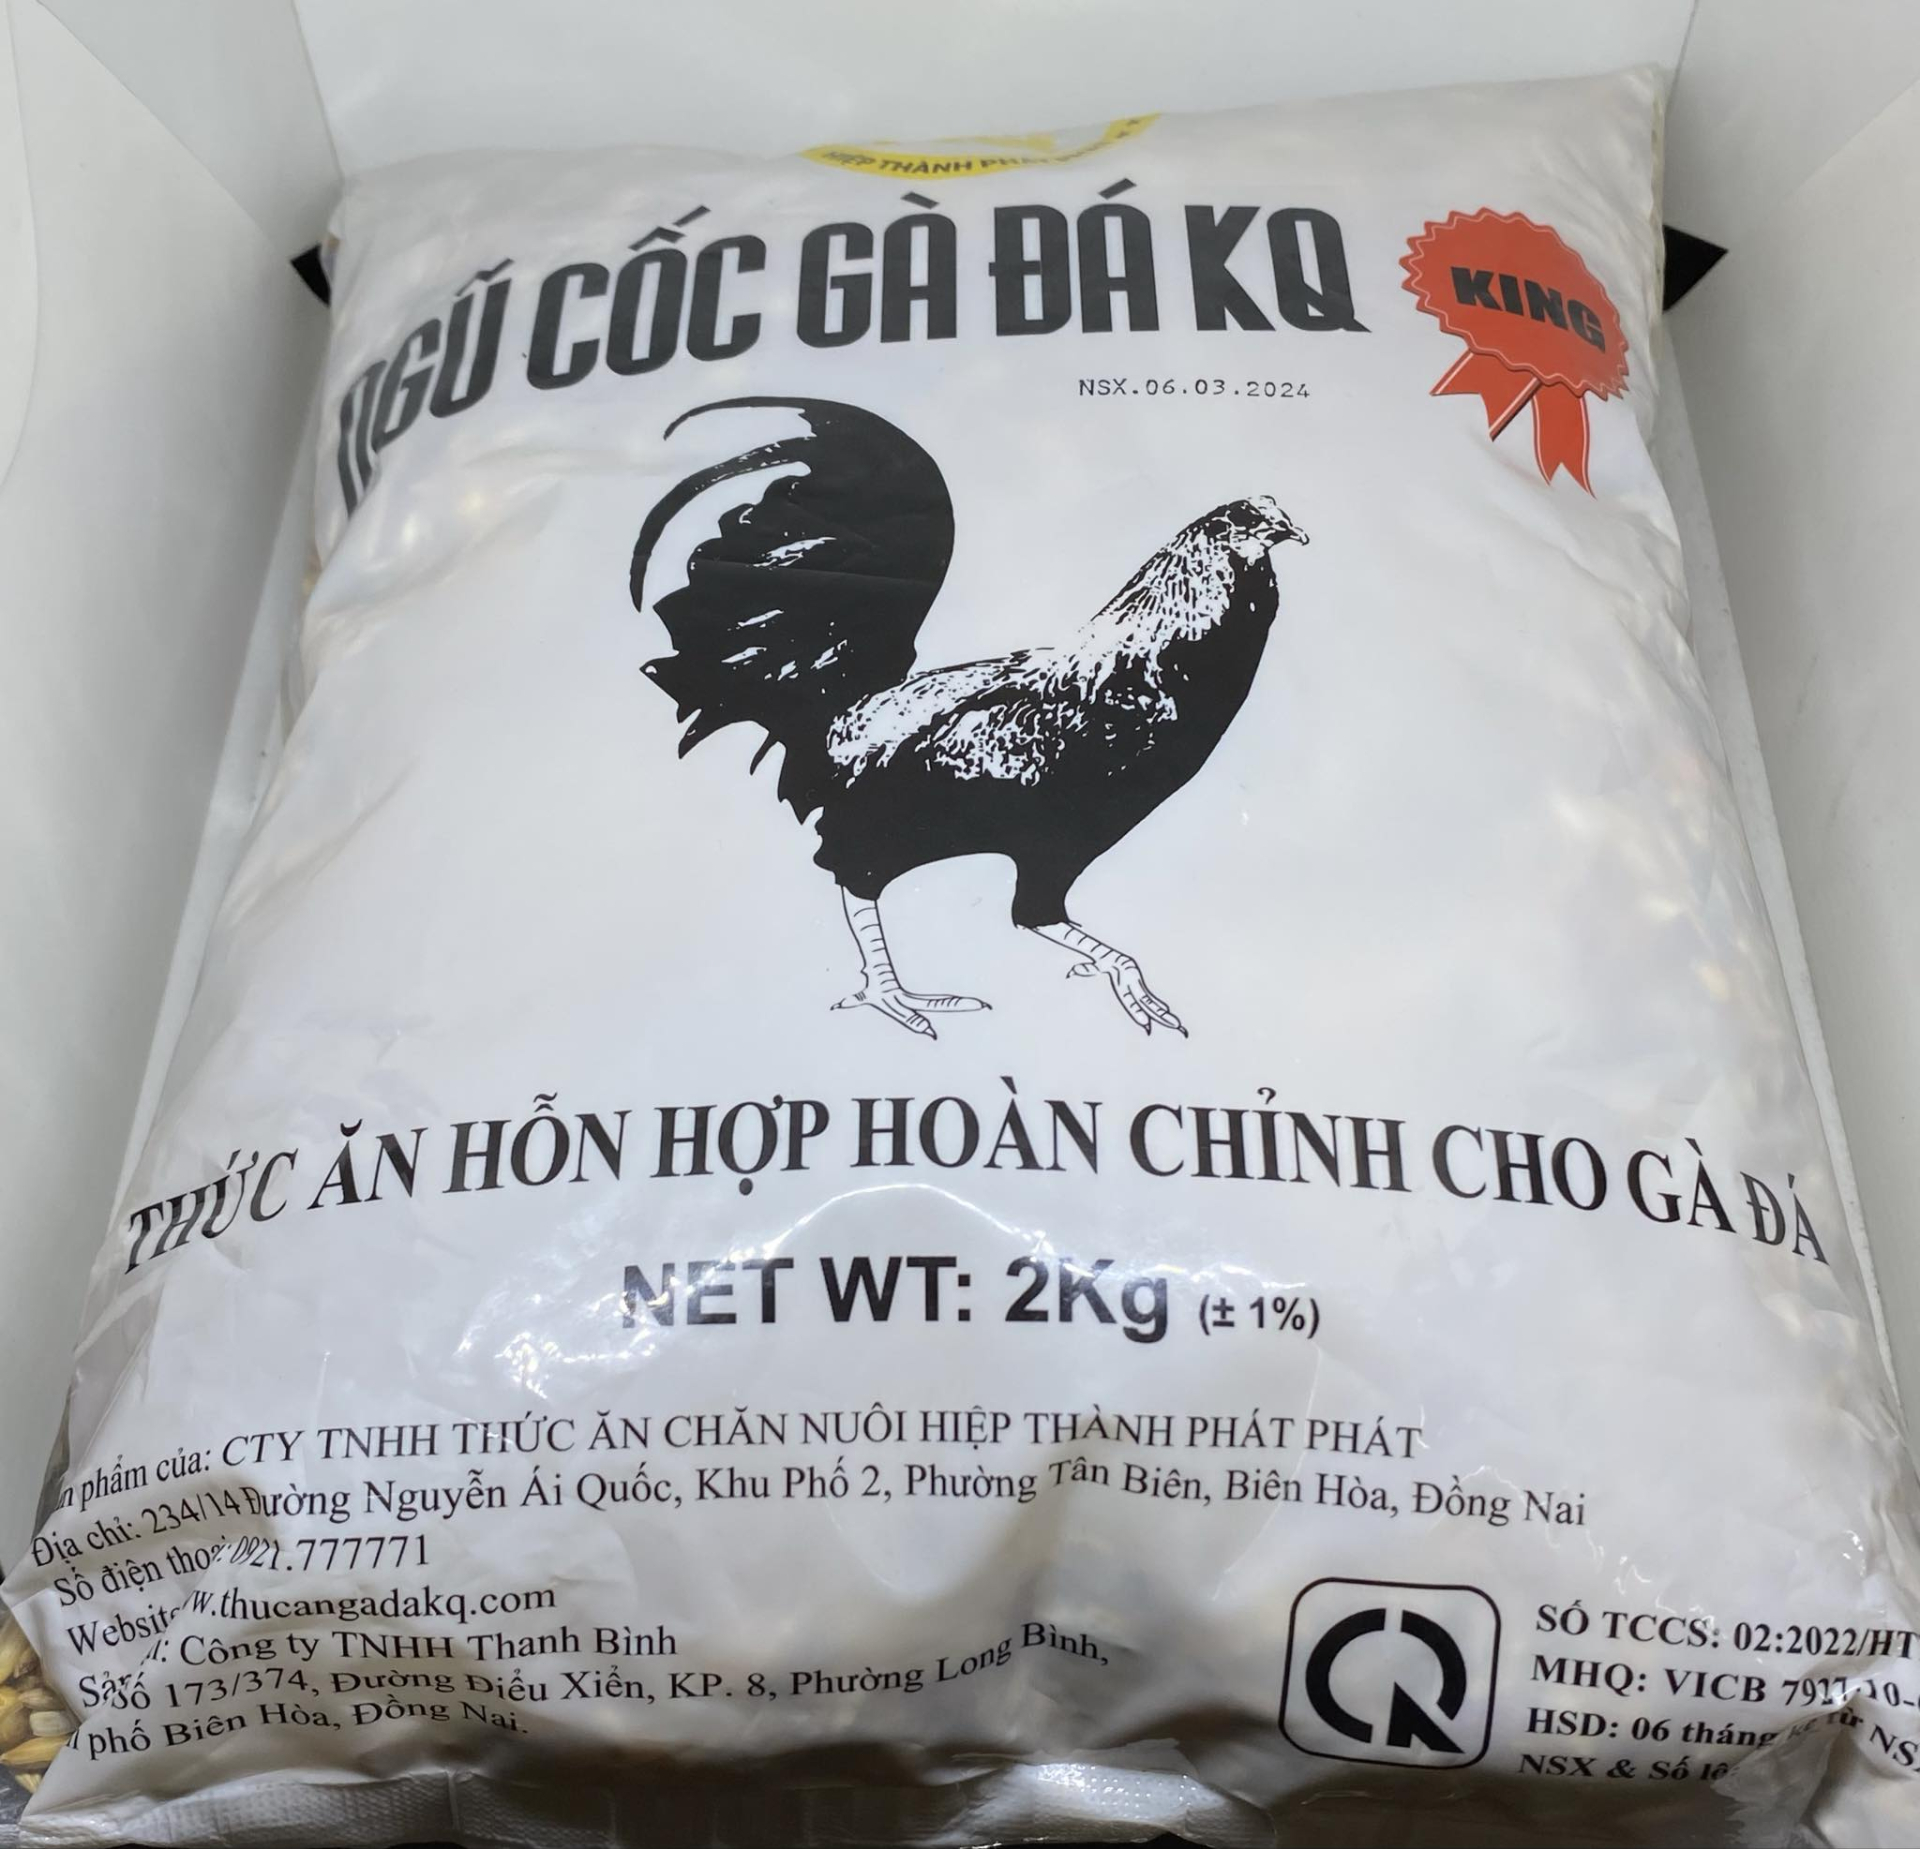 HIỆP THÀNH
NGŨ CỐC GÀ ĐÁ KQ
KING
NSX.06.03.2024
THỨC ĂN HỖN HỢP HOÀN CHỈNH CHO GÀ ĐÁ
NET WT: 2Kg (± 1%)
phẩm của: CTY TNHH THỨC ĂN CHĂN NUÔI HIỆP THÀNH PHÁT PHÁT
Địa chỉ: 234/14 Đường Nguyễn Ái Quốc, Khu Phố 2, Phường Tân Biên, Biên Hòa, Đồng Nai
Số điện 0921.777771
W.thucangadakq.com
Công ty TNHH Thanh Bình
Số 173/374, Đường Điểu Xiển, KP. 8, Phường Long Bình,
phố Biên Hòa, Đồng Nai.
SỐ TCCS: 02:2022/HT
MHQ: VICB
HSD: 06 tháng từ
NSX & Số lô